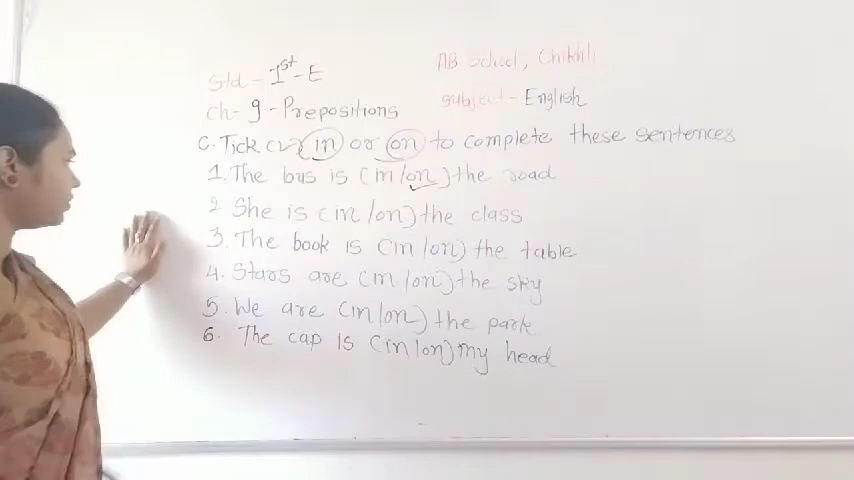 Std - 1st - E
AB School, Chikhli
Ch- 9 - Prepositions
Subject - English
C. Tick (✓) in or on to complete these sentences
1. The bus is (in/on) the road
2 She is (in/on) the class
3. The book is (in/on) the table
4. Stars are (in/on) the sky
5. We are (in/on) the park
6. The cap is (in/on) my head